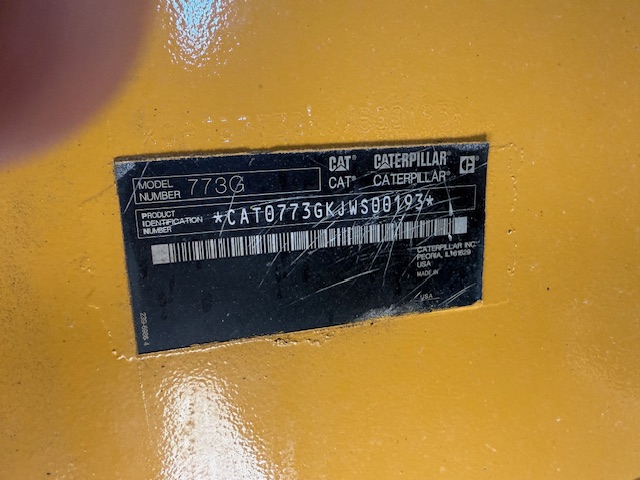 MODEL NUMBER 773G
CAT CATERPILLAR C
CAT® CATERPILLAR®
PRODUCT IDENTIFICATION NUMBER *CAT0773GKJWS00193*
CATERPILLAR INC.
PEORIA, IL 61629
USA
MADE IN
USA